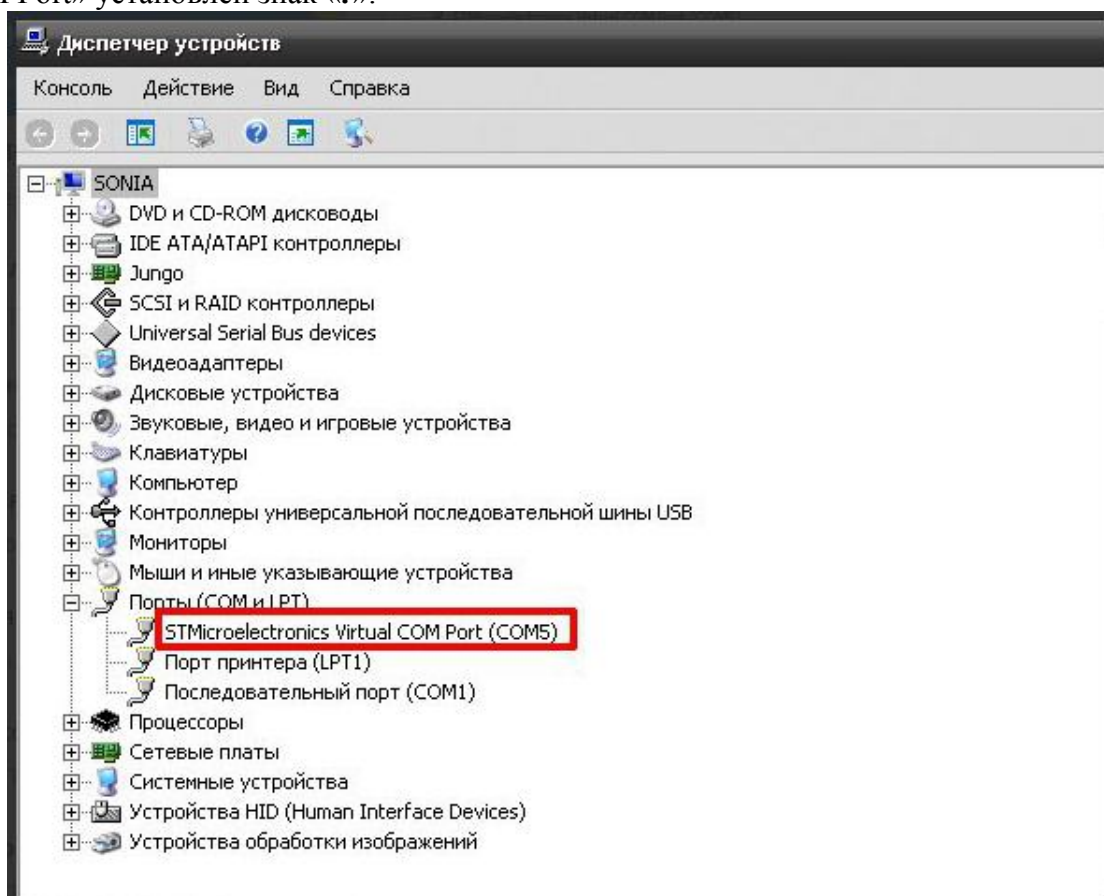 Port» установлен знак «!».
Диспетчер устройств
Консоль Действие Вид Справка
SONIA
DVD и CD-ROM дисководы
IDE ATA/ATAPI контроллеры
Jungo
SCSI и RAID контроллеры
Universal Serial Bus devices
Видеоадаптеры
Дисковые устройства
Звуковые, видео и игровые устройства
Клавиатуры
Компьютер
Контроллеры универсальной последовательной шины USB
Мониторы
Мыши и иные указывающие устройства
Порты (COM и LPT)
STMicroelectronics Virtual COM Port (COM5)
Порт принтера (LPT1)
Последовательный порт (COM1)
Процессоры
Сетевые платы
Системные устройства
Устройства HID (Human Interface Devices)
Устройства обработки изображений